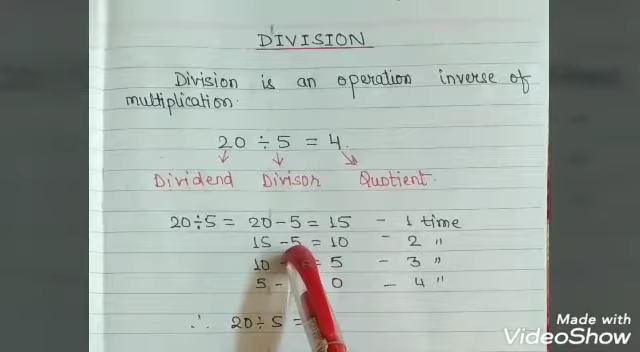 DIVISION
Division is an operation inverse of
multiplication.
20 ÷ 5 = 4.
Dividend Divisor Quotient.
20÷5 = 20-5 = 15 - 1 time
15 -5 = 10 - 2 "
10 - = 5 - 3 "
5 - 0 - 4 "
∴ 20÷5 =
Made with
VideoShow